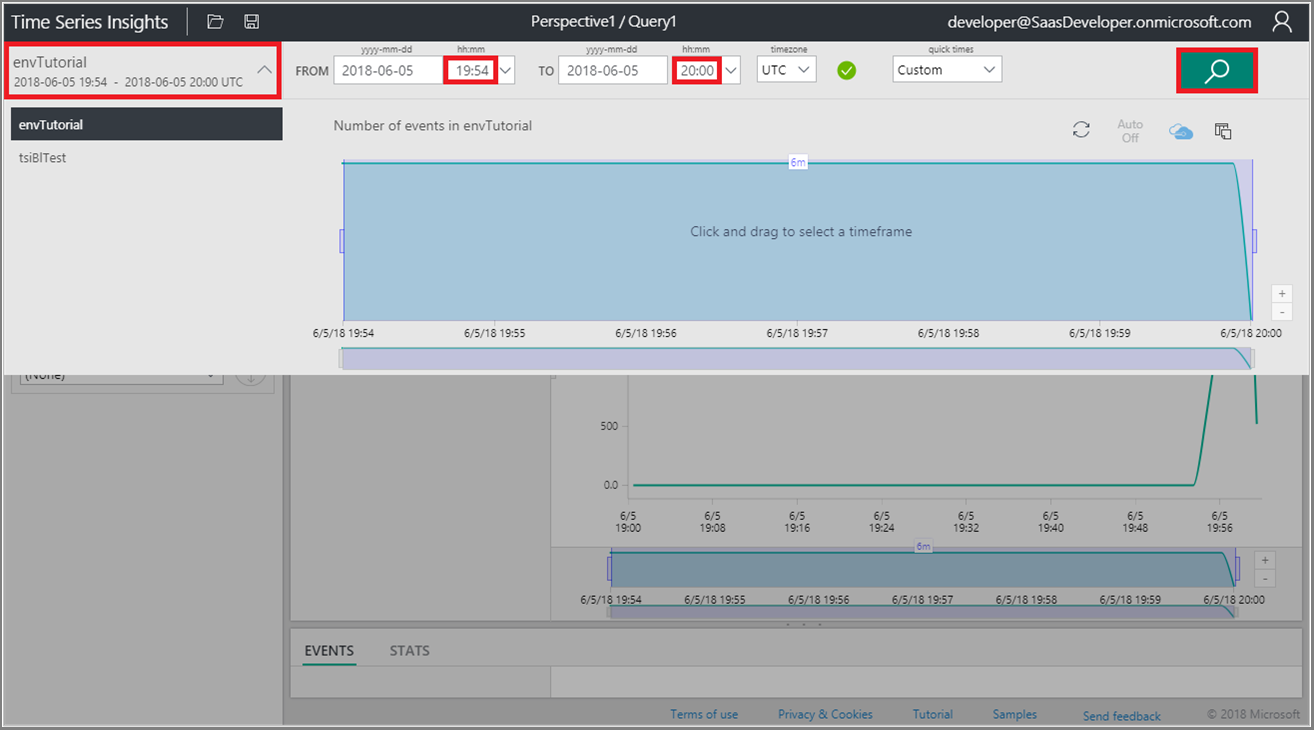 Time Series Insights
Perspective1 / Query1
developer@SaasDeveloper.onmicrosoft.com
envTutorial
2018-06-05 19:54 - 2018-06-05 20:00 UTC
yyyy-mm-dd hh:mm yyyy-mm-dd hh:mm timezone quick times
FROM 2018-06-05 19:54 TO 2018-06-05 20:00 UTC Custom
envTutorial
tsiBlTest
Number of events in envTutorial
Auto
Off
6m
Click and drag to select a timeframe
+
-
6/5/18 19:54 6/5/18 19:55 6/5/18 19:56 6/5/18 19:57 6/5/18 19:58 6/5/18 19:59 6/5/18 20:00
(None)
500
0.0
6/5 6/5 6/5 6/5 6/5 6/5 6/5 6/5
19:00 19:08 19:16 19:24 19:32 19:40 19:48 19:56
6m
+
-
6/5/18 19:54 6/5/18 19:55 6/5/18 19:56 6/5/18 19:57 6/5/18 19:58 6/5/18 19:59 6/5/18 20:00
EVENTS STATS
Terms of use Privacy & Cookies Tutorial Samples Send feedback © 2018 Microsoft